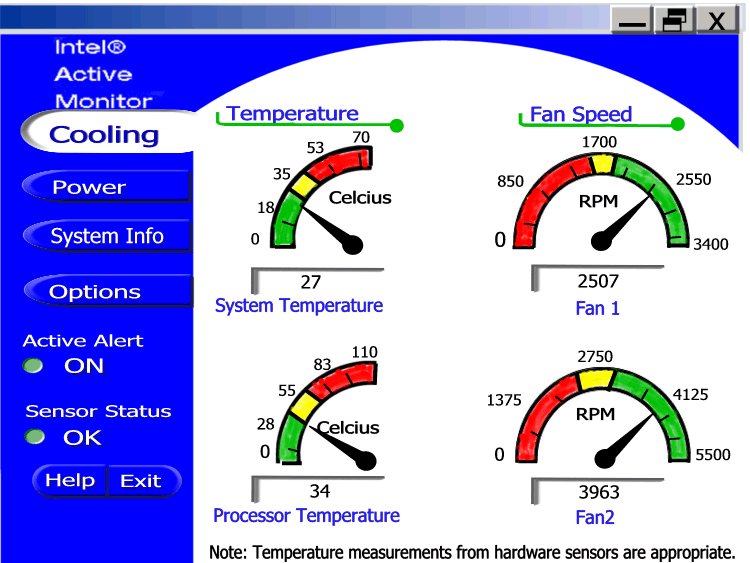 X
Intel®
Active
Monitor
Cooling
Power
System Info
Options
Active Alert
ON
Sensor Status
OK
Help
Exit
Temperature
70
53
35
18
0
Celcius
27
System Temperature
Fan Speed
1700
850
2550
RPM
0
3400
2507
Fan 1
110
83
55
28
0
Celcius
34
Processor Temperature
2750
1375
4125
RPM
0
5500
3963
Fan2
Note: Temperature measurements from hardware sensors are appropriate.